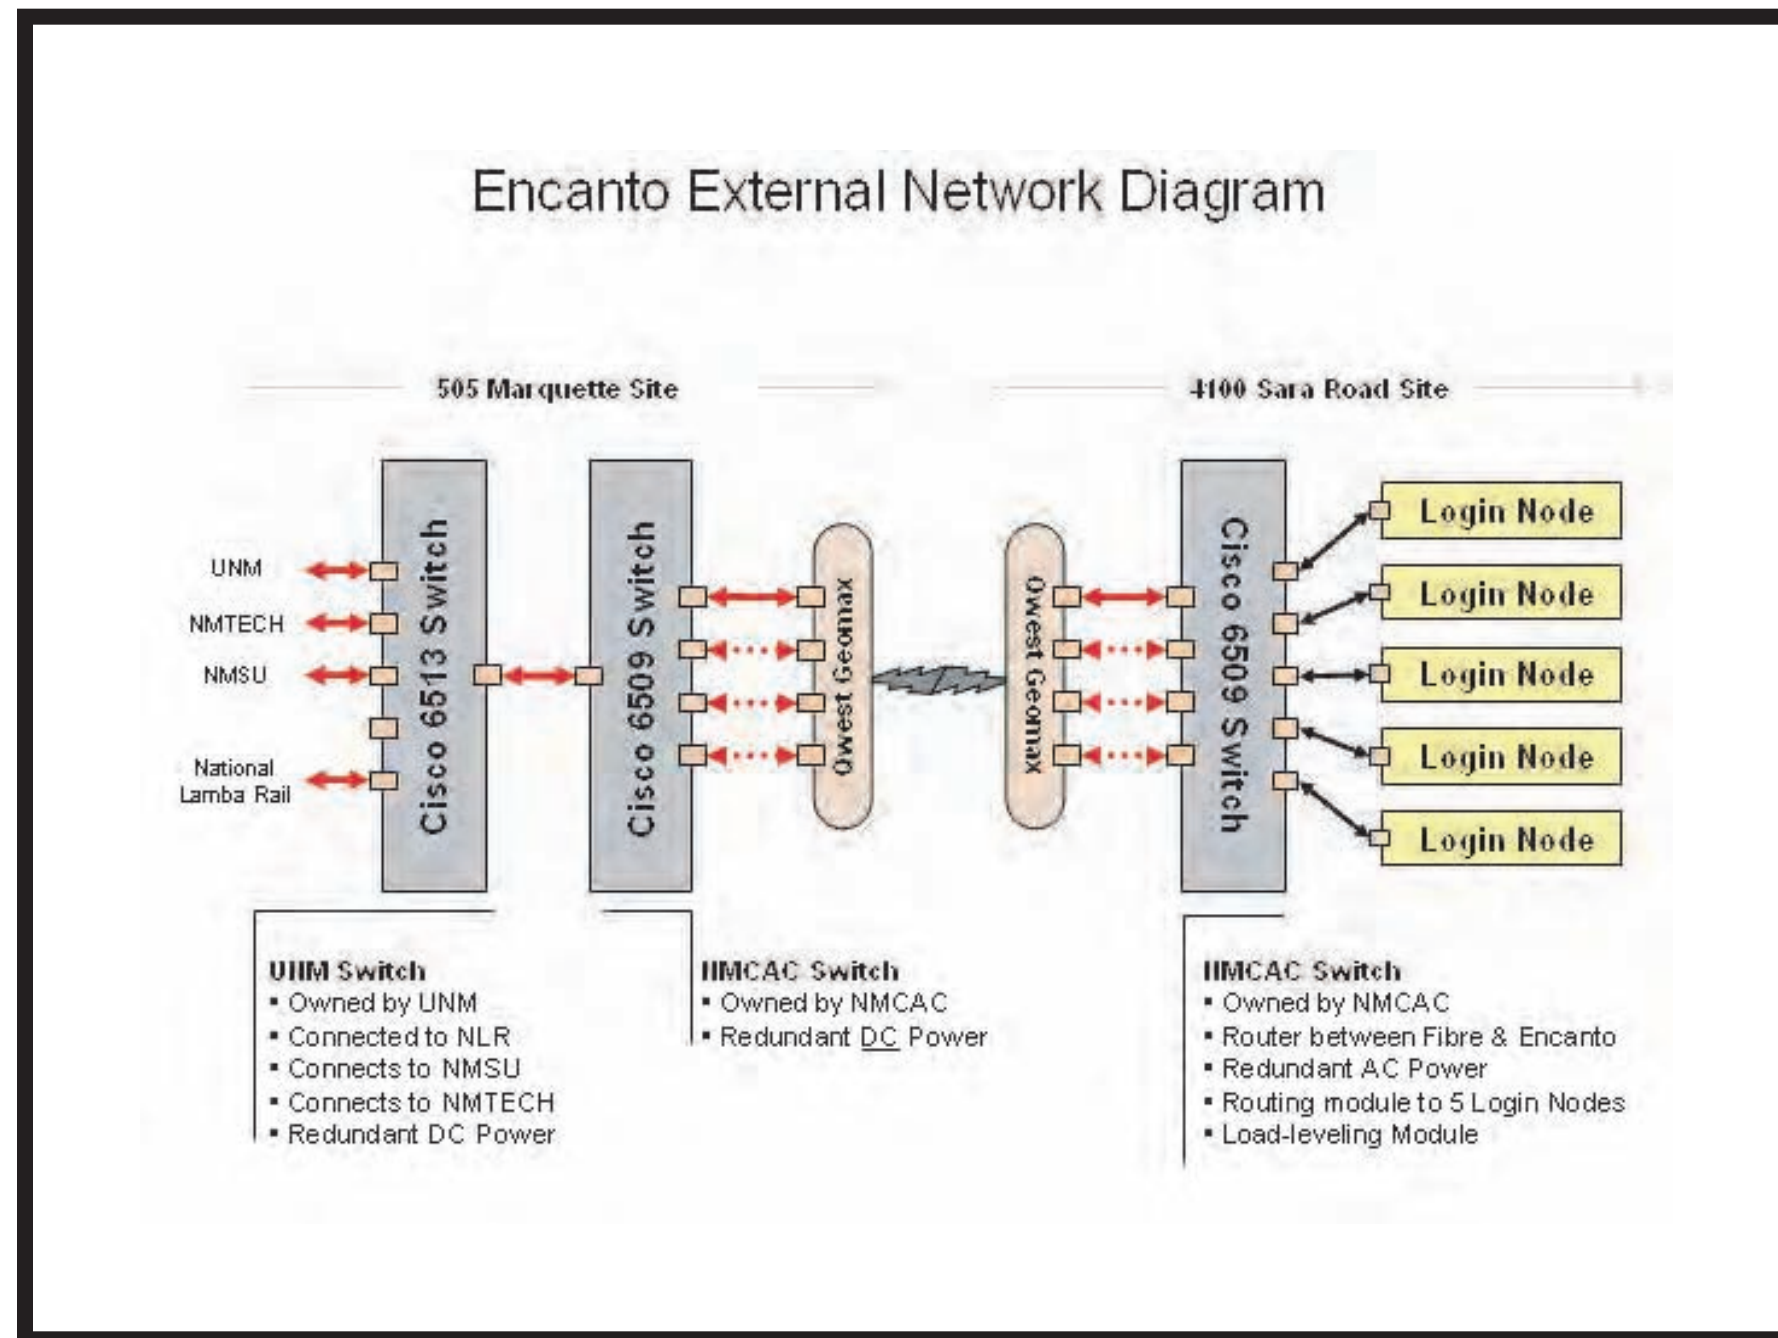 Encanto External Network Diagram
505 Marquette Site
4100 Sara Road Site
UNM
NMTECH
NMSU
National
Lamba Rail
Cisco 6513 Switch
Cisco 6509 Switch
Qwest Geomax
Qwest Geomax
Cisco 6509 Switch
Login Node
Login Node
Login Node
Login Node
Login Node
UNM Switch
▪ Owned by UNM
▪ Connected to NLR
▪ Connects to NMSU
▪ Connects to NMTECH
▪ Redundant DC Power
NMCAC Switch
▪ Owned by NMCAC
▪ Redundant DC Power
NMCAC Switch
▪ Owned by NMCAC
▪ Router between Fibre & Encanto
▪ Redundant AC Power
▪ Routing module to 5 Login Nodes
▪ Load-leveling Module